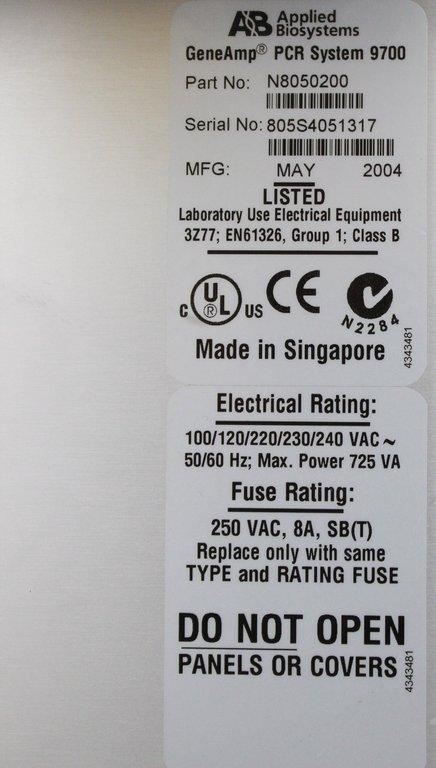 AB Applied
Biosystems
GeneAmp® PCR System 9700
Part No: N8050200
Serial No: 805S4051317
MFG: MAY 2004
LISTED
Laboratory Use Electrical Equipment
3Z77; EN61326, Group 1; Class B
C UL ® US CE
N2284
Made in Singapore
4343481
Electrical Rating:
100/120/220/230/240 VAC ~
50/60 Hz; Max. Power 725 VA
Fuse Rating:
250 VAC, 8A, SB(T)
Replace only with same
TYPE and RATING FUSE
DO NOT OPEN
PANELS OR COVERS
4343481